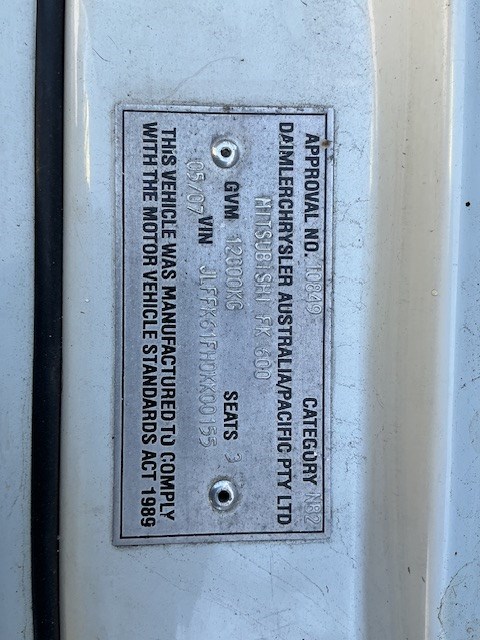 APPROVAL NO. 10849 CATEGORY NB2
DAIMLERCHRYSLER AUSTRALIA/PACIFIC PTY LTD
MITSUBISHI FK 600
GVM 12000KG SEATS 3
05/07 VIN JLFFK61FH0KX00155
THIS VEHICLE WAS MANUFACTURED TO COMPLY
WITH THE MOTOR VEHICLE STANDARDS ACT 1989